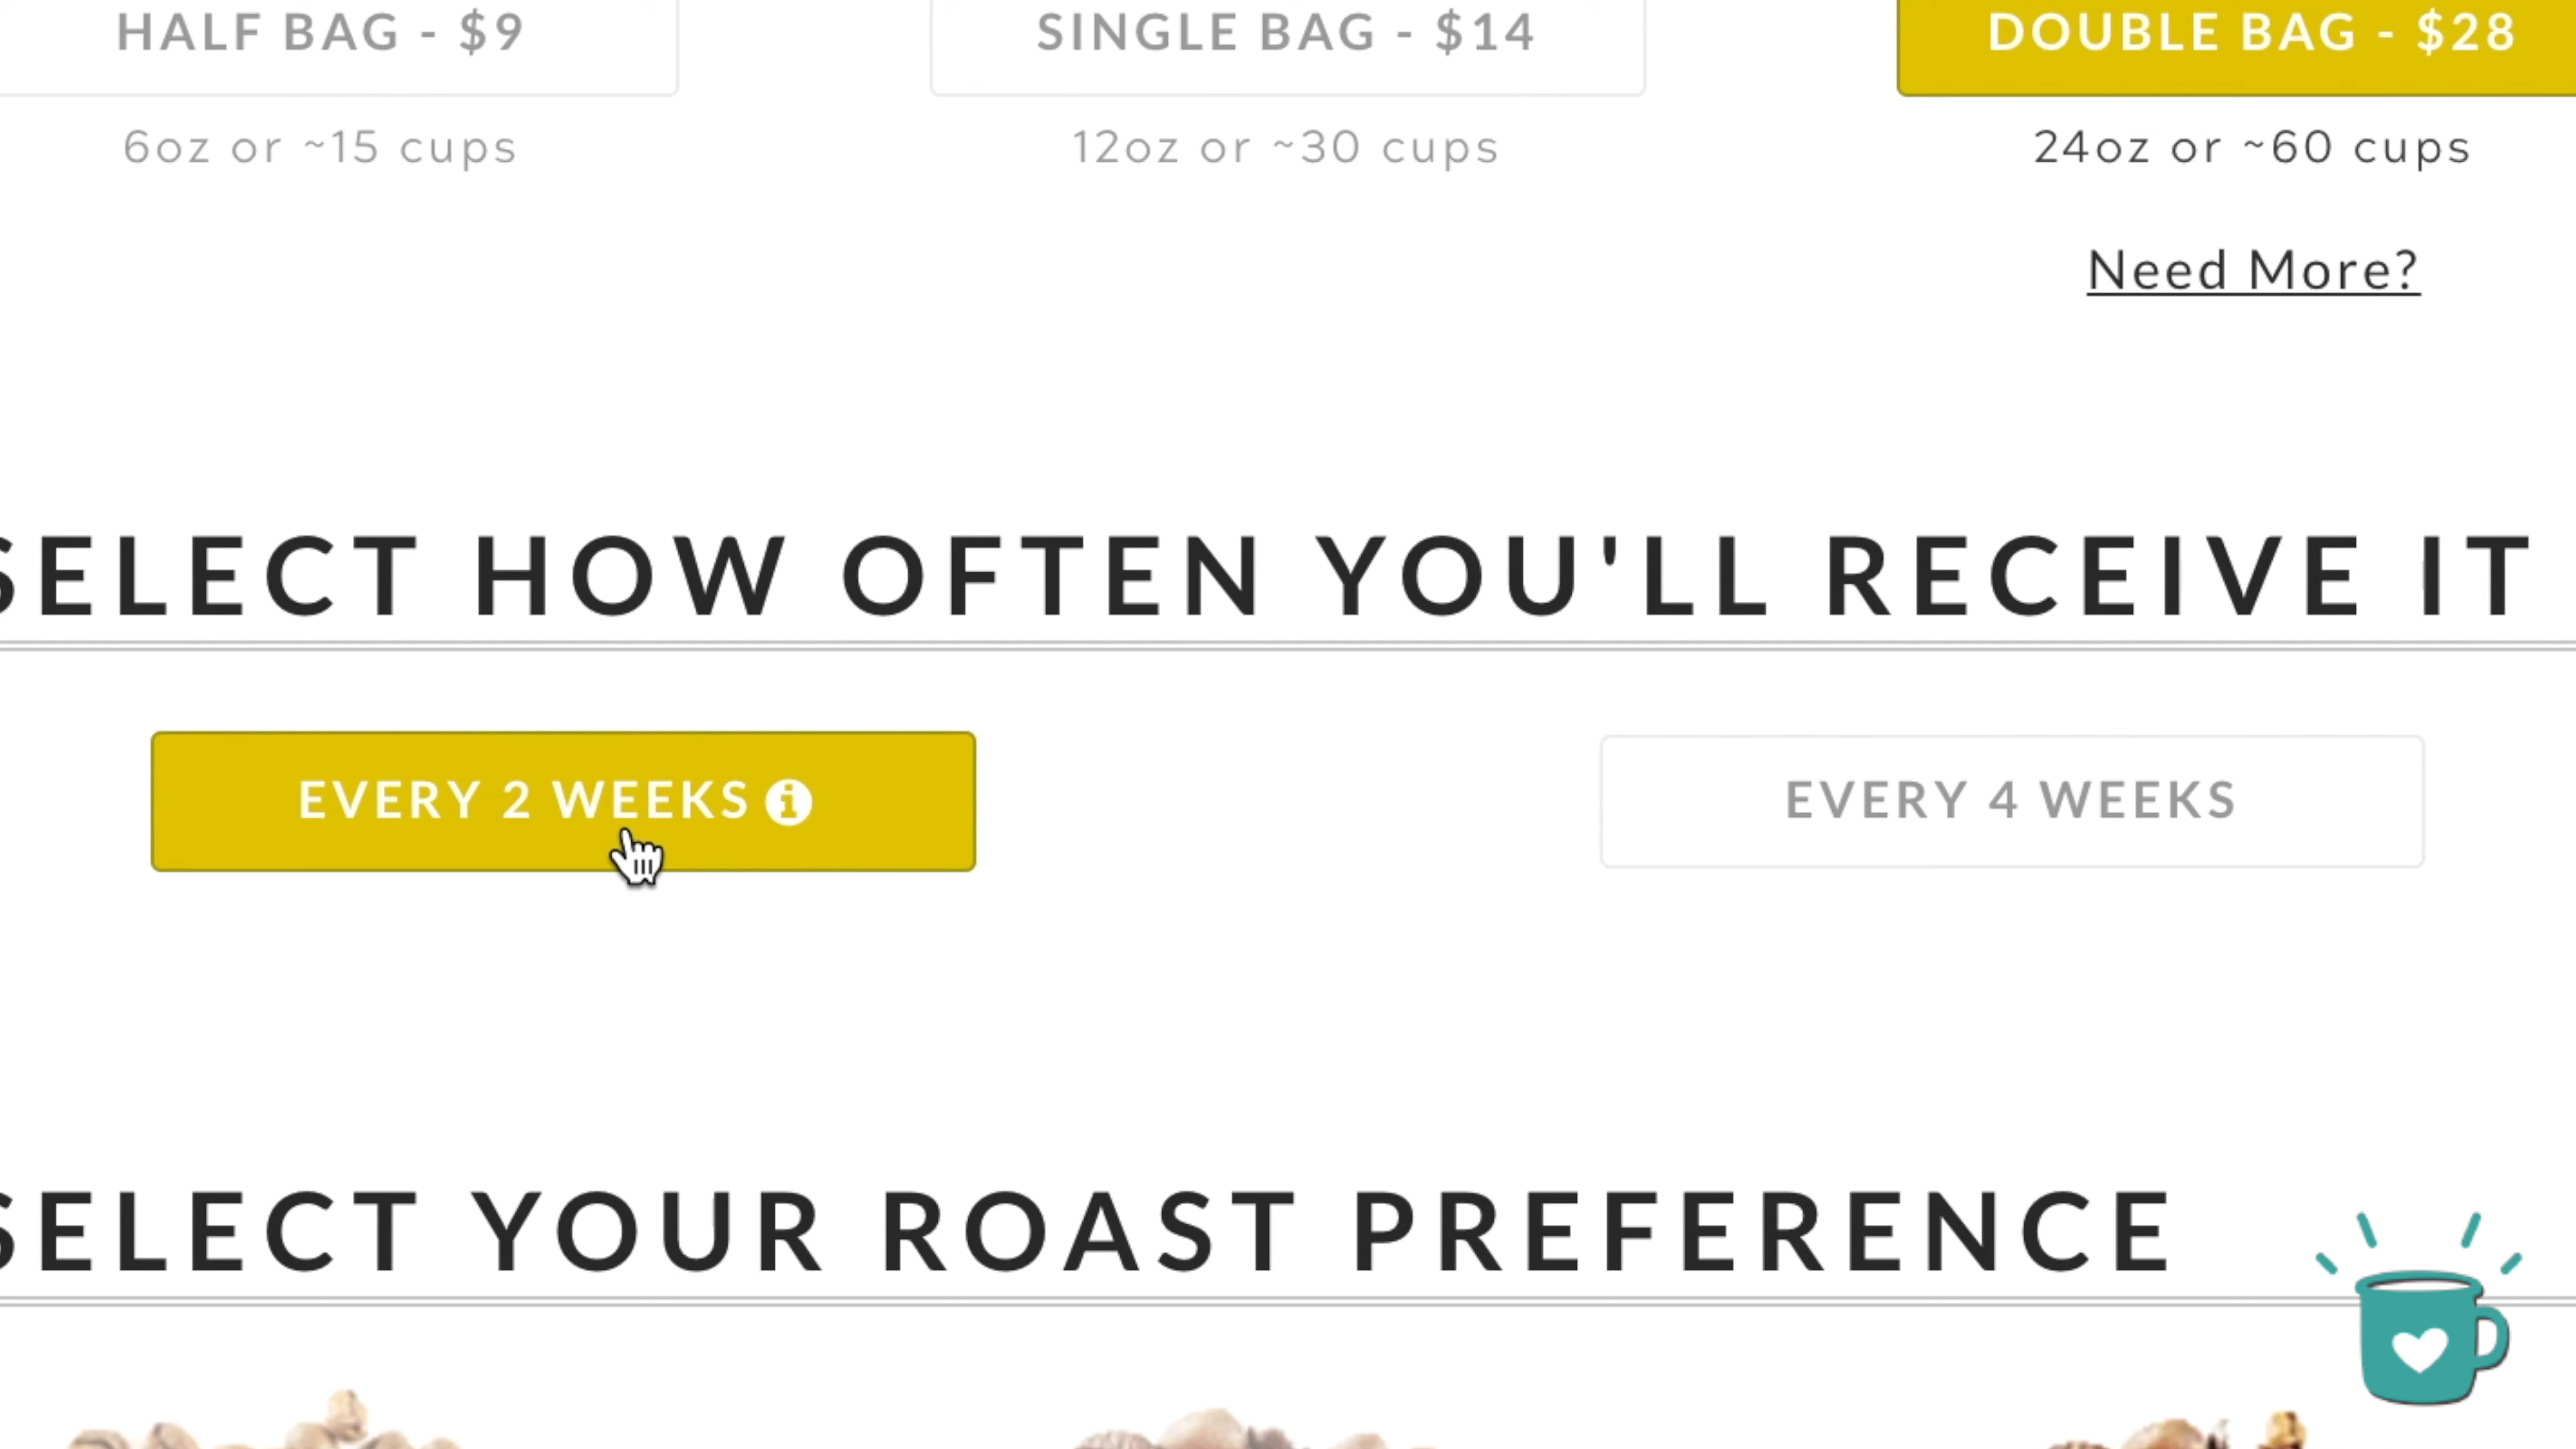 HALF BAG - $9
SINGLE BAG - $14
DOUBLE BAG - $28
6oz or ~15 cups
12oz or ~30 cups
24oz or ~60 cups
Need More?
SELECT HOW OFTEN YOU'LL RECEIVE IT
EVERY 2 WEEKS
EVERY 4 WEEKS
SELECT YOUR ROAST PREFERENCE